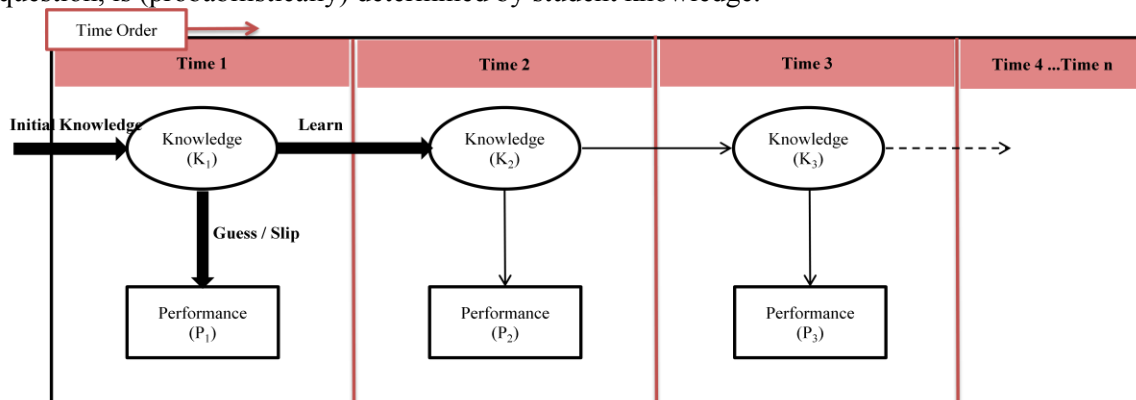 question, is (probabilistically) determined by student knowledge.
Time Order
Time 1
Time 2
Time 3
Time 4 ...Time n
Initial Knowledge
Knowledge
(K₁)
Learn
Knowledge
(K₂)
Knowledge
(K₃)
Guess / Slip
Performance
(P₁)
Performance
(P₂)
Performance
(P₃)